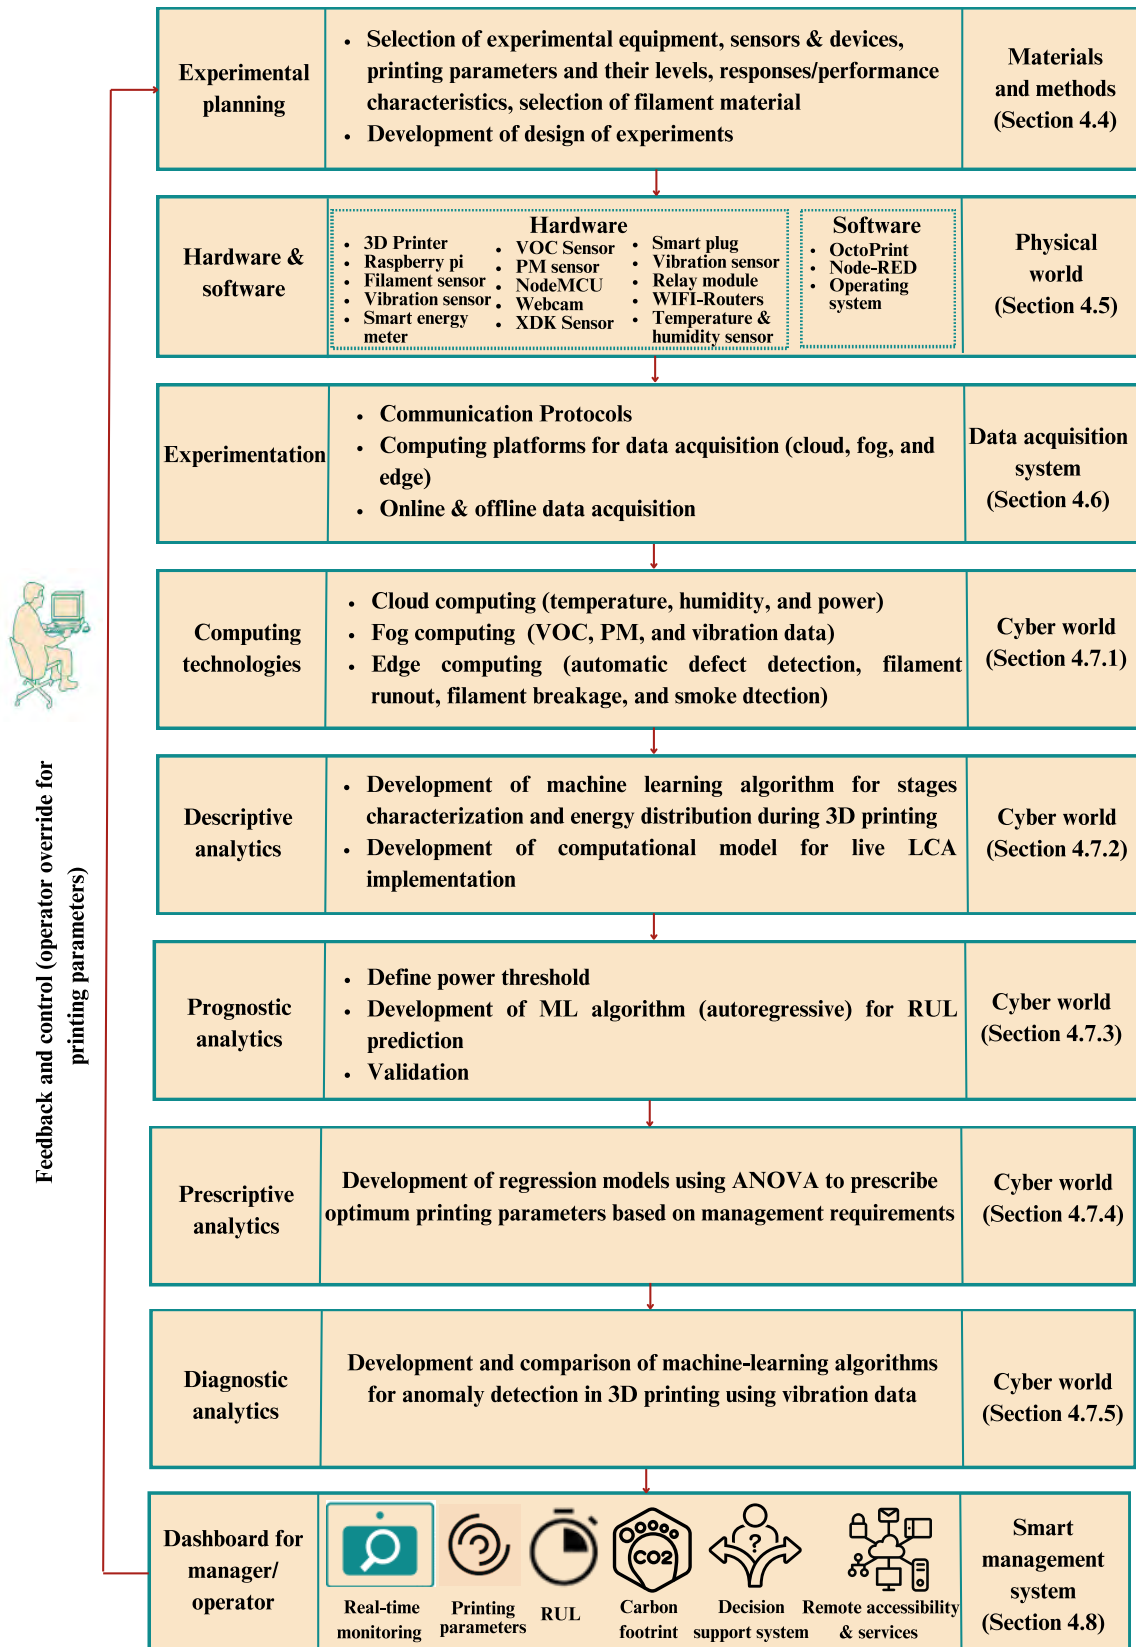 Experimental
planning
• Selection of experimental equipment, sensors & devices,
printing parameters and their levels, responses/performance
characteristics, selection of filament material
• Development of design of experiments
Materials
and methods
(Section 4.4)
Hardware &
software
Hardware
• 3D Printer
• Raspberry pi
• Filament sensor
• Vibration sensor
• Smart energy
meter
• VOC Sensor
• PM sensor
• NodeMCU
• Webcam
• XDK Sensor
• Smart plug
• Vibration sensor
• Relay module
• WIFI-Routers
• Temperature &
humidity sensor
Software
• OctoPrint
• Node-RED
• Operating
system
Physical
world
(Section 4.5)
Experimentation
• Communication Protocols
• Computing platforms for data acquisition (cloud, fog, and
edge)
• Online & offline data acquisition
Data acquisition
system
(Section 4.6)
Computing
technologies
• Cloud computing (temperature, humidity, and power)
• Fog computing (VOC, PM, and vibration data)
• Edge computing (automatic defect detection, filament
runout, filament breakage, and smoke dtection)
Cyber world
(Section 4.7.1)
Descriptive
analytics
• Development of machine learning algorithm for stages
characterization and energy distribution during 3D printing
• Development of computational model for live LCA
implementation
Cyber world
(Section 4.7.2)
Prognostic
analytics
• Define power threshold
• Development of ML algorithm (autoregressive) for RUL
prediction
• Validation
Cyber world
(Section 4.7.3)
Prescriptive
analytics
Development of regression models using ANOVA to prescribe
optimum printing parameters based on management requirements
Cyber world
(Section 4.7.4)
Diagnostic
analytics
Development and comparison of machine-learning algorithms
for anomaly detection in 3D printing using vibration data
Cyber world
(Section 4.7.5)
Dashboard for
manager/
operator
Real-time
monitoring
Printing
parameters
RUL
CO2
Carbon
footrint
?
Decision
support system
Remote accessibility
& services
Smart
management
system
(Section 4.8)
Feedback and control (operator override for
printing parameters)